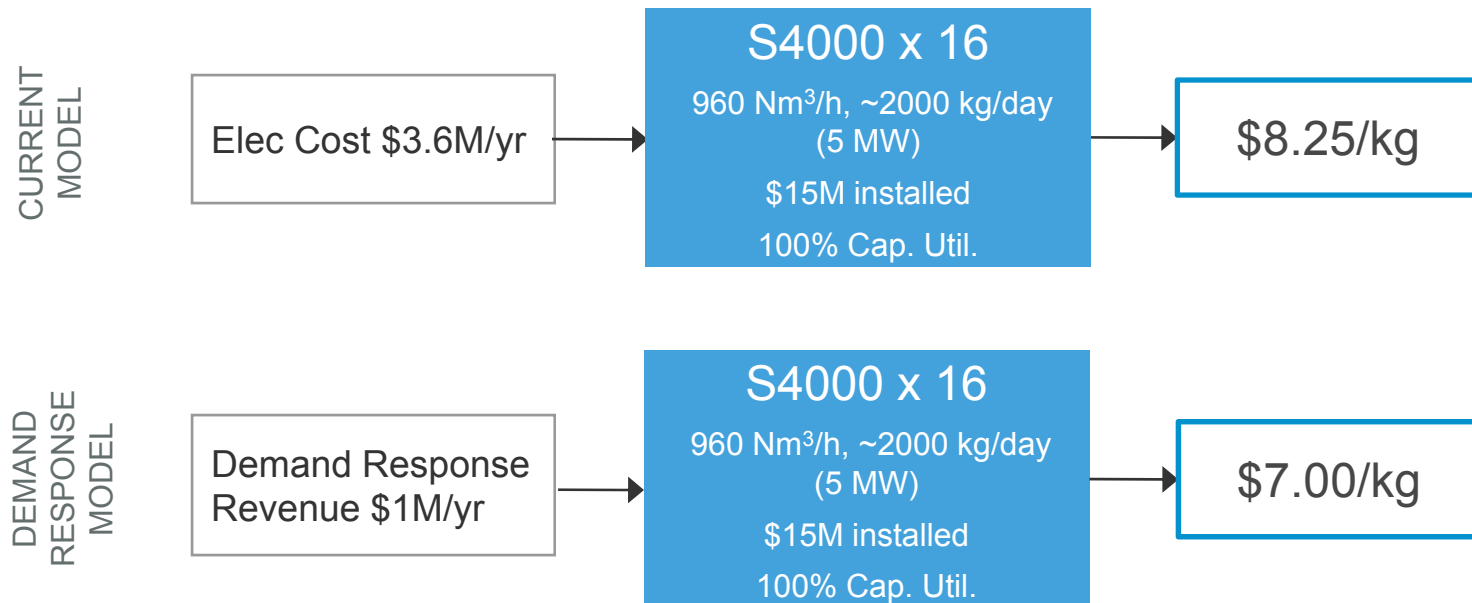 CURRENT
MODEL
Elec Cost $3.6M/yr
S4000 x 16
960 Nm³/h, ~2000 kg/day
(5 MW)
$15M installed
100% Cap. Util.
$8.25/kg
DEMAND
RESPONSE
MODEL
Demand Response
Revenue $1M/yr
S4000 x 16
960 Nm³/h, ~2000 kg/day
(5 MW)
$15M installed
100% Cap. Util.
$7.00/kg